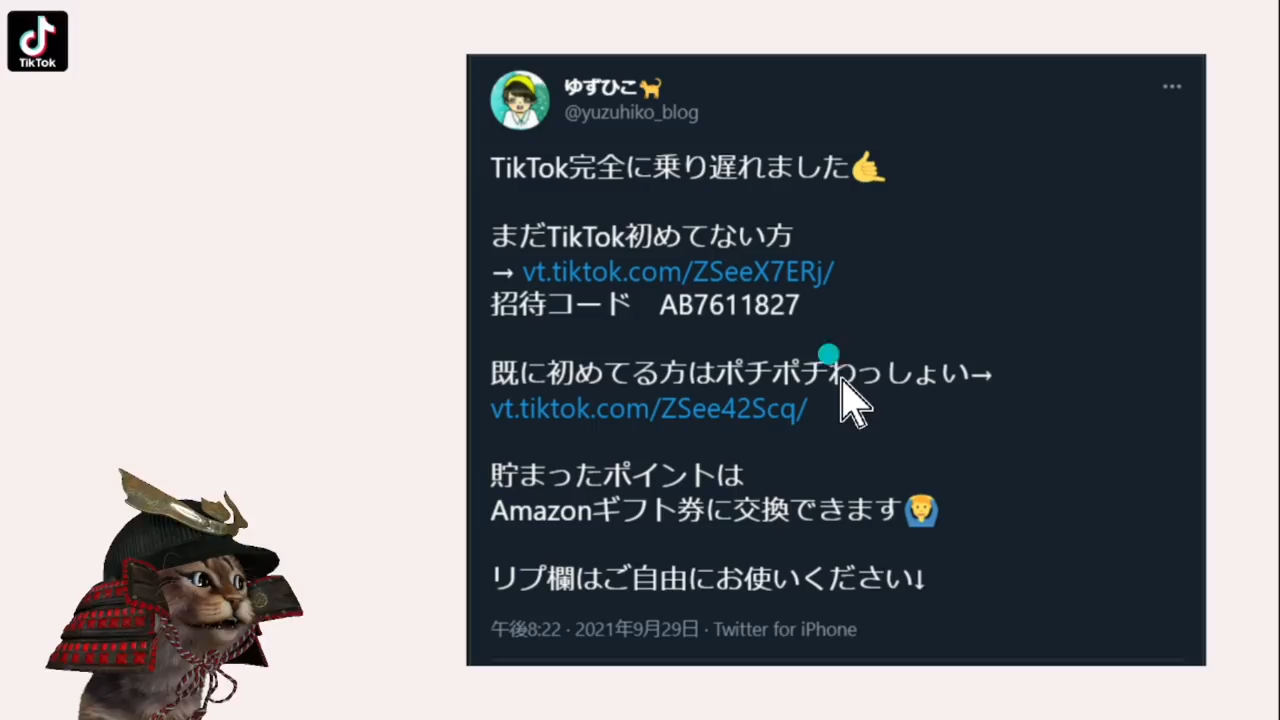 TikTok
ゆずひこ🐈
@yuzuhiko_blog
TikTok完全に乗り遅れました🤙
まだTikTok初めてない方
→ vt.tiktok.com/ZSeeX7ERj/
招待コード　AB7611827
既に初めてる方はポチポチわっしょい→
vt.tiktok.com/ZSee42Scq/
貯まったポイントは
Amazonギフト券に交換できます🙆‍♂️
リプ欄はご自由にお使いください↓
午後8:22 · 2021年9月29日 · Twitter for iPhone